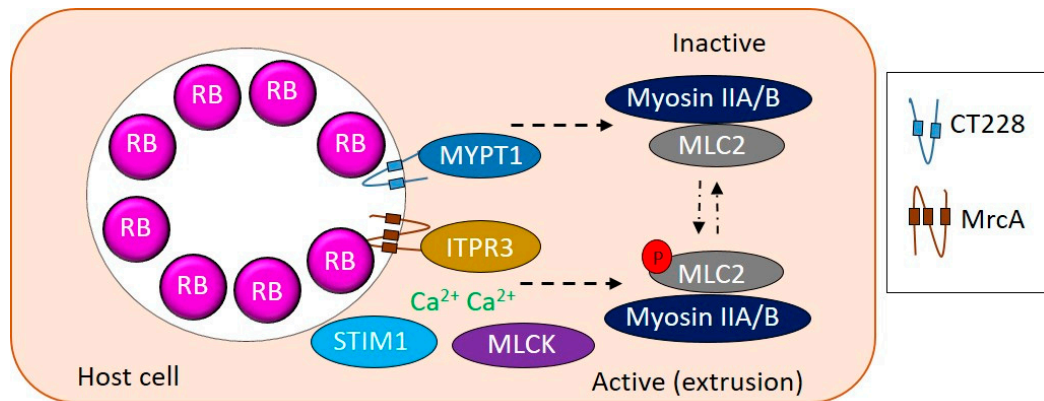 Inactive
RB
RB
RB
RB
RB
RB
RB
RB
MYPT1
Myosin IIA/B
MLC2
ITPR3
Ca²⁺ Ca²⁺
STIM1
MLCK
P
MLC2
Myosin IIA/B
Host cell
Active (extrusion)
CT228
MrcA